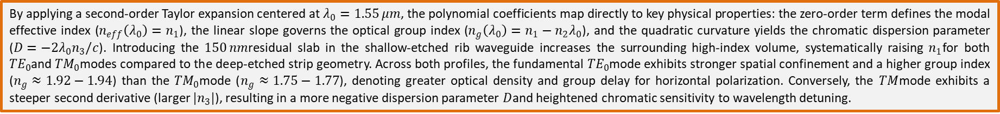 By applying a second-order Taylor expansion centered at λ₀ = 1.55 μm, the polynomial coefficients map directly to key physical properties: the zero-order term defines the modal
effective index (n_eff(λ₀) = n₁), the linear slope governs the optical group index (n_g(λ₀) = n₁ − n₂λ₀), and the quadratic curvature yields the chromatic dispersion parameter
(D = −2λ₀n₃/c). Introducing the 150 nmresidual slab in the shallow-etched rib waveguide increases the surrounding high-index volume, systematically raising n₁for both
TE₀and TM₀modes compared to the deep-etched strip geometry. Across both profiles, the fundamental TE₀mode exhibits stronger spatial confinement and a higher group index
(n_g ≈ 1.92 − 1.94) than the TM₀mode (n_g ≈ 1.75 − 1.77), denoting greater optical density and group delay for horizontal polarization. Conversely, the TMmode exhibits a
steeper second derivative (larger |n₃|), resulting in a more negative dispersion parameter Dand heightened chromatic sensitivity to wavelength detuning.